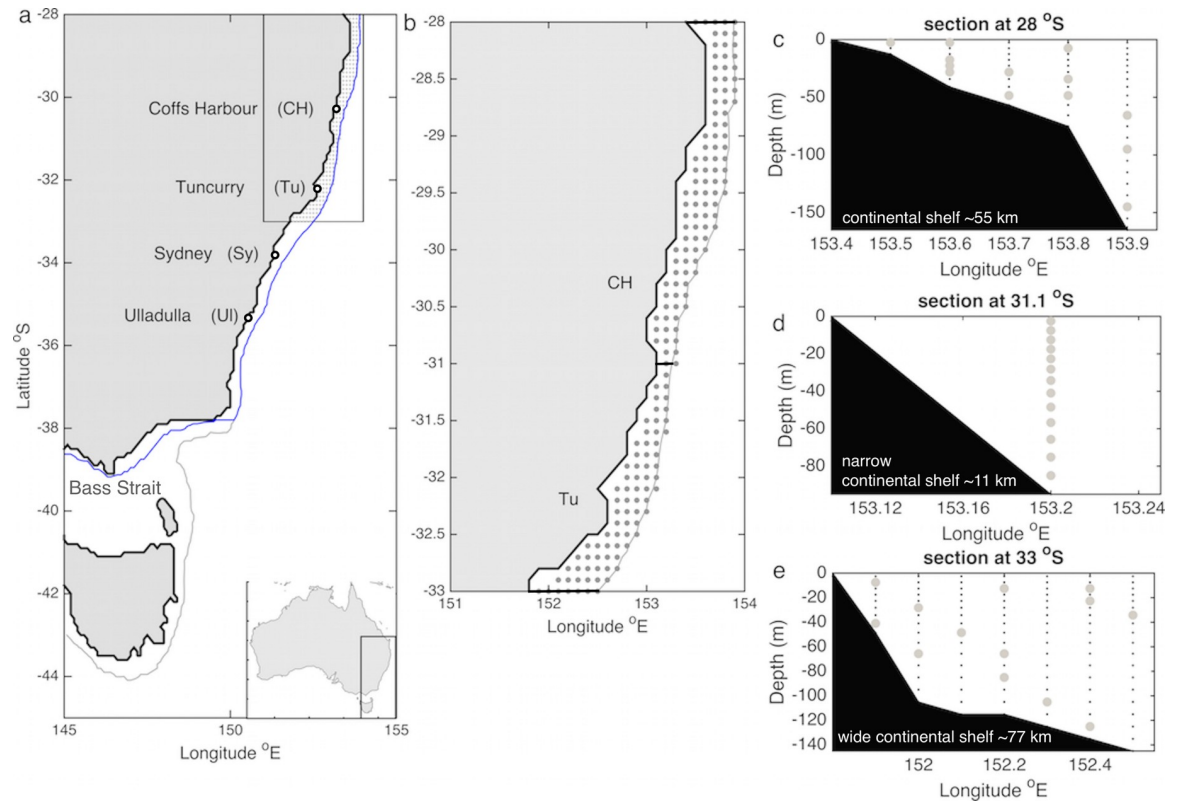 a
-28
-30
-32
-34
-36
-38
-40
-42
-44
Latitude °S
Coffs Harbour (CH)
Tuncurry (Tu)
Sydney (Sy)
Ulladulla (Ul)
Bass Strait
145
150
155
Longitude °E
b
-28
-28.5
-29
-29.5
-30
-30.5
-31
-31.5
-32
-32.5
-33
CH
Tu
151
152
153
154
Longitude °E
section at 28 °S
c
0
-50
-100
-150
Depth (m)
continental shelf ~55 km
153.4 153.5 153.6 153.7 153.8 153.9
Longitude °E
section at 31.1 °S
d
0
-20
-40
-60
-80
Depth (m)
narrow
continental shelf ~11 km
153.12 153.16 153.2 153.24
Longitude °E
section at 33 °S
e
0
-20
-40
-60
-80
-100
-120
-140
Depth (m)
wide continental shelf ~77 km
152 152.2 152.4
Longitude °E